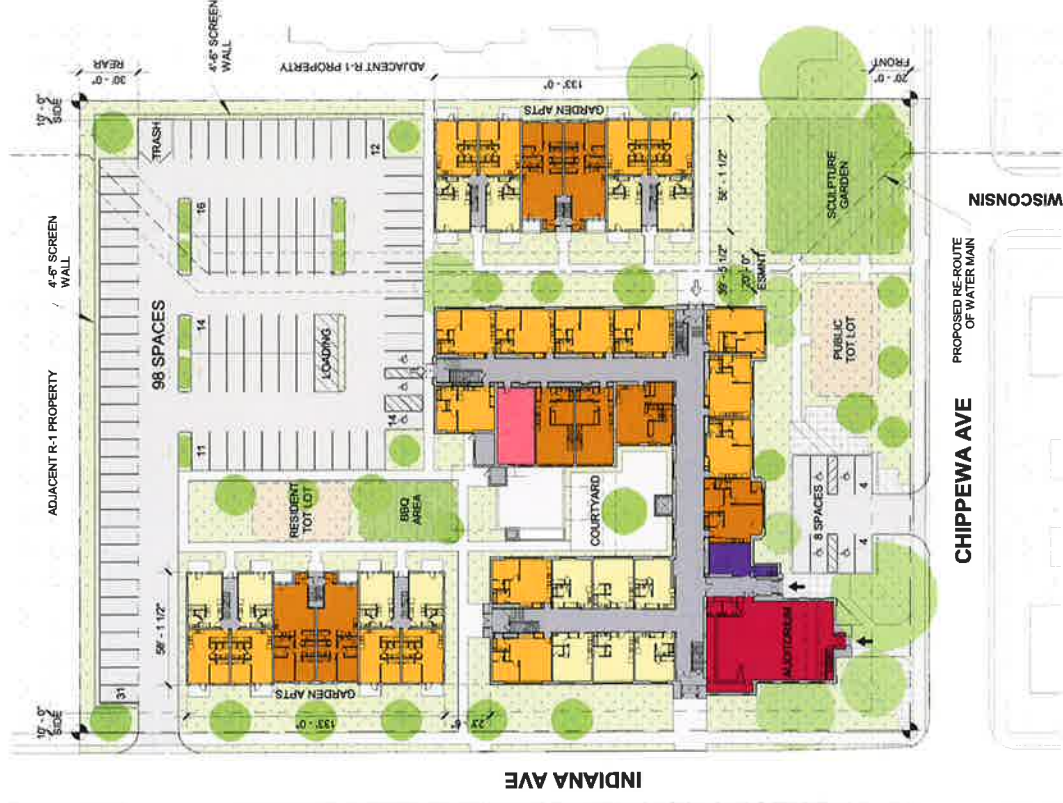 4'-6" SCREEN
WALL
REAR
30' - 0"
10' - 0"
SIDE
ADJACENT R-1 PROPERTY
4'-6" SCREEN
WALL
TRASH
12
16
98 SPACES
14
LOADING
14
11
31
ADJACENT R-1 PROPERTY
133' - 0"
GARDEN APTS
56' - 1 1/2"
39' - 5 1/2"
20' - 0"
ESMNT
FRONT
20' - 0"
SCULPTURE
GARDEN
WISCONSIN
PROPOSED RE-ROUTE
OF WATER MAIN
PUBLIC
TOT LOT
RESIDENT
TOT LOT
BBQ
AREA
COURTYARD
8 SPACES
4
4
CHIPPEWA AVE
AUDITORIUM
58' - 1 1/2"
GARDEN APTS
133' - 0"
23' - 6"
10' - 0"
SIDE
INDIANA AVE